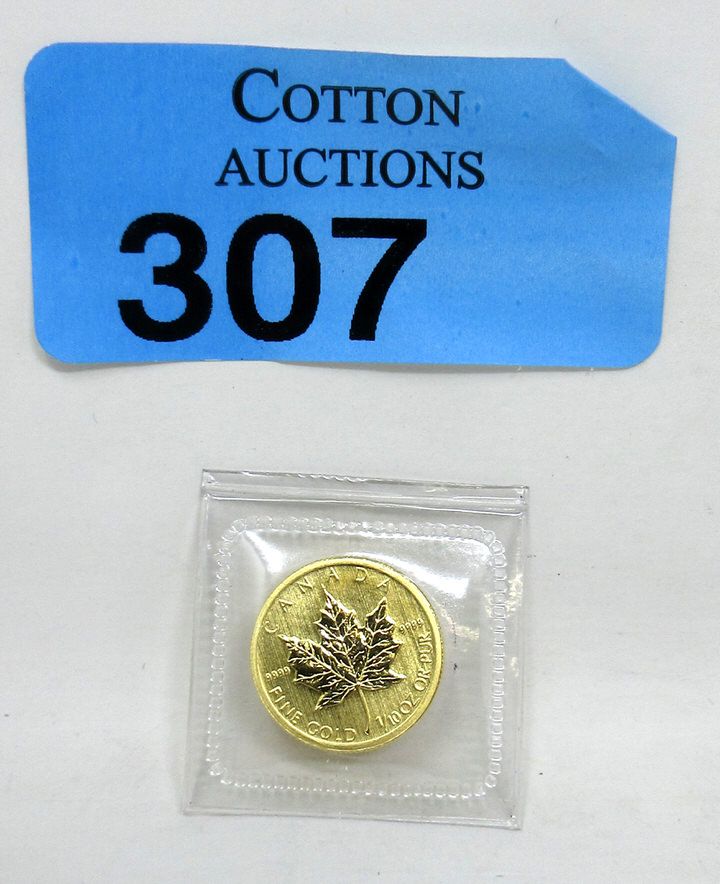 COTTON
AUCTIONS
307
CANADA
9999 9999
FINE GOLD 1/10 OZ OR PUR